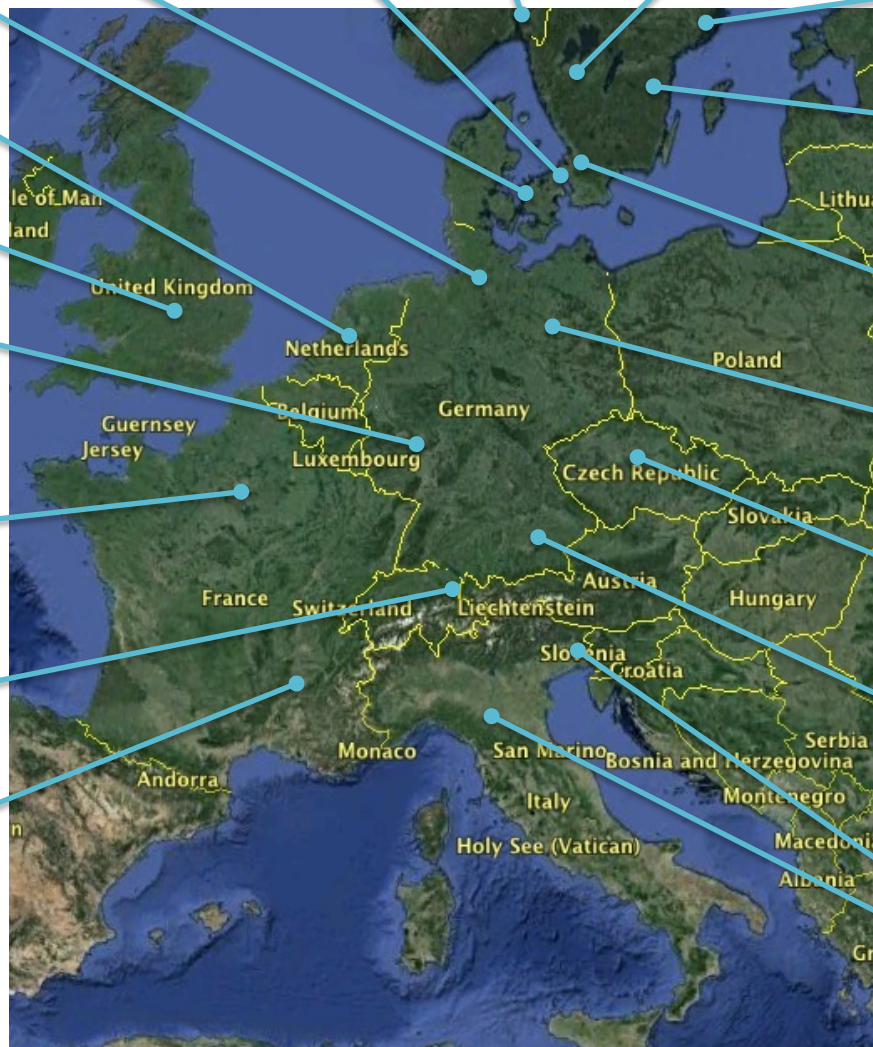 le of Man
Lithua
land
United Kingdom
Netherlands
Poland
Belgium
Germany
Guernsey
Jersey
Luxembourg
Czech Republic
Slovakia
Austria
France
Switzerland
Liechtenstein
Hungary
Slovenia
Croatia
Serbia
Monaco
San Marino
Bosnia and Herzegovina
Andorra
Montenegro
Italy
n
Macedonia
Holy See (Vatican)
Albania
Gr